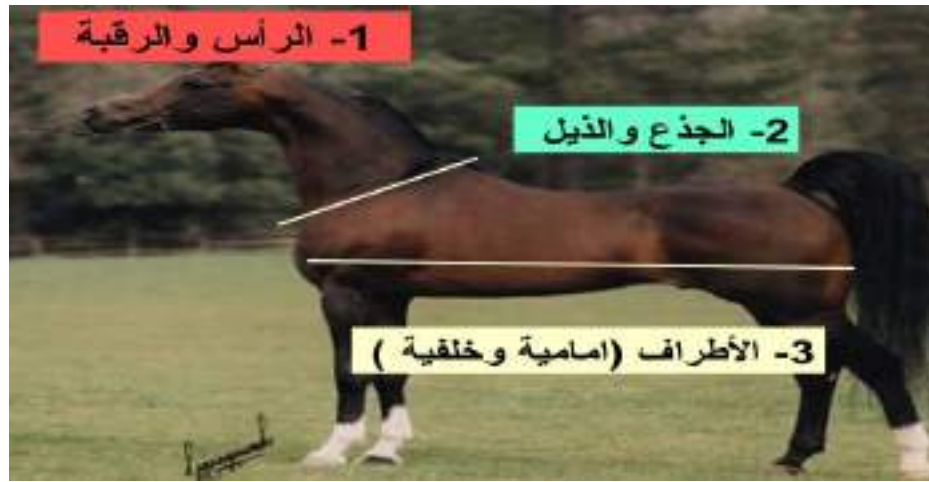 1- الرأس والرقبة
2- الجذع والذيل
3- الأطراف (امامية وخلفية )